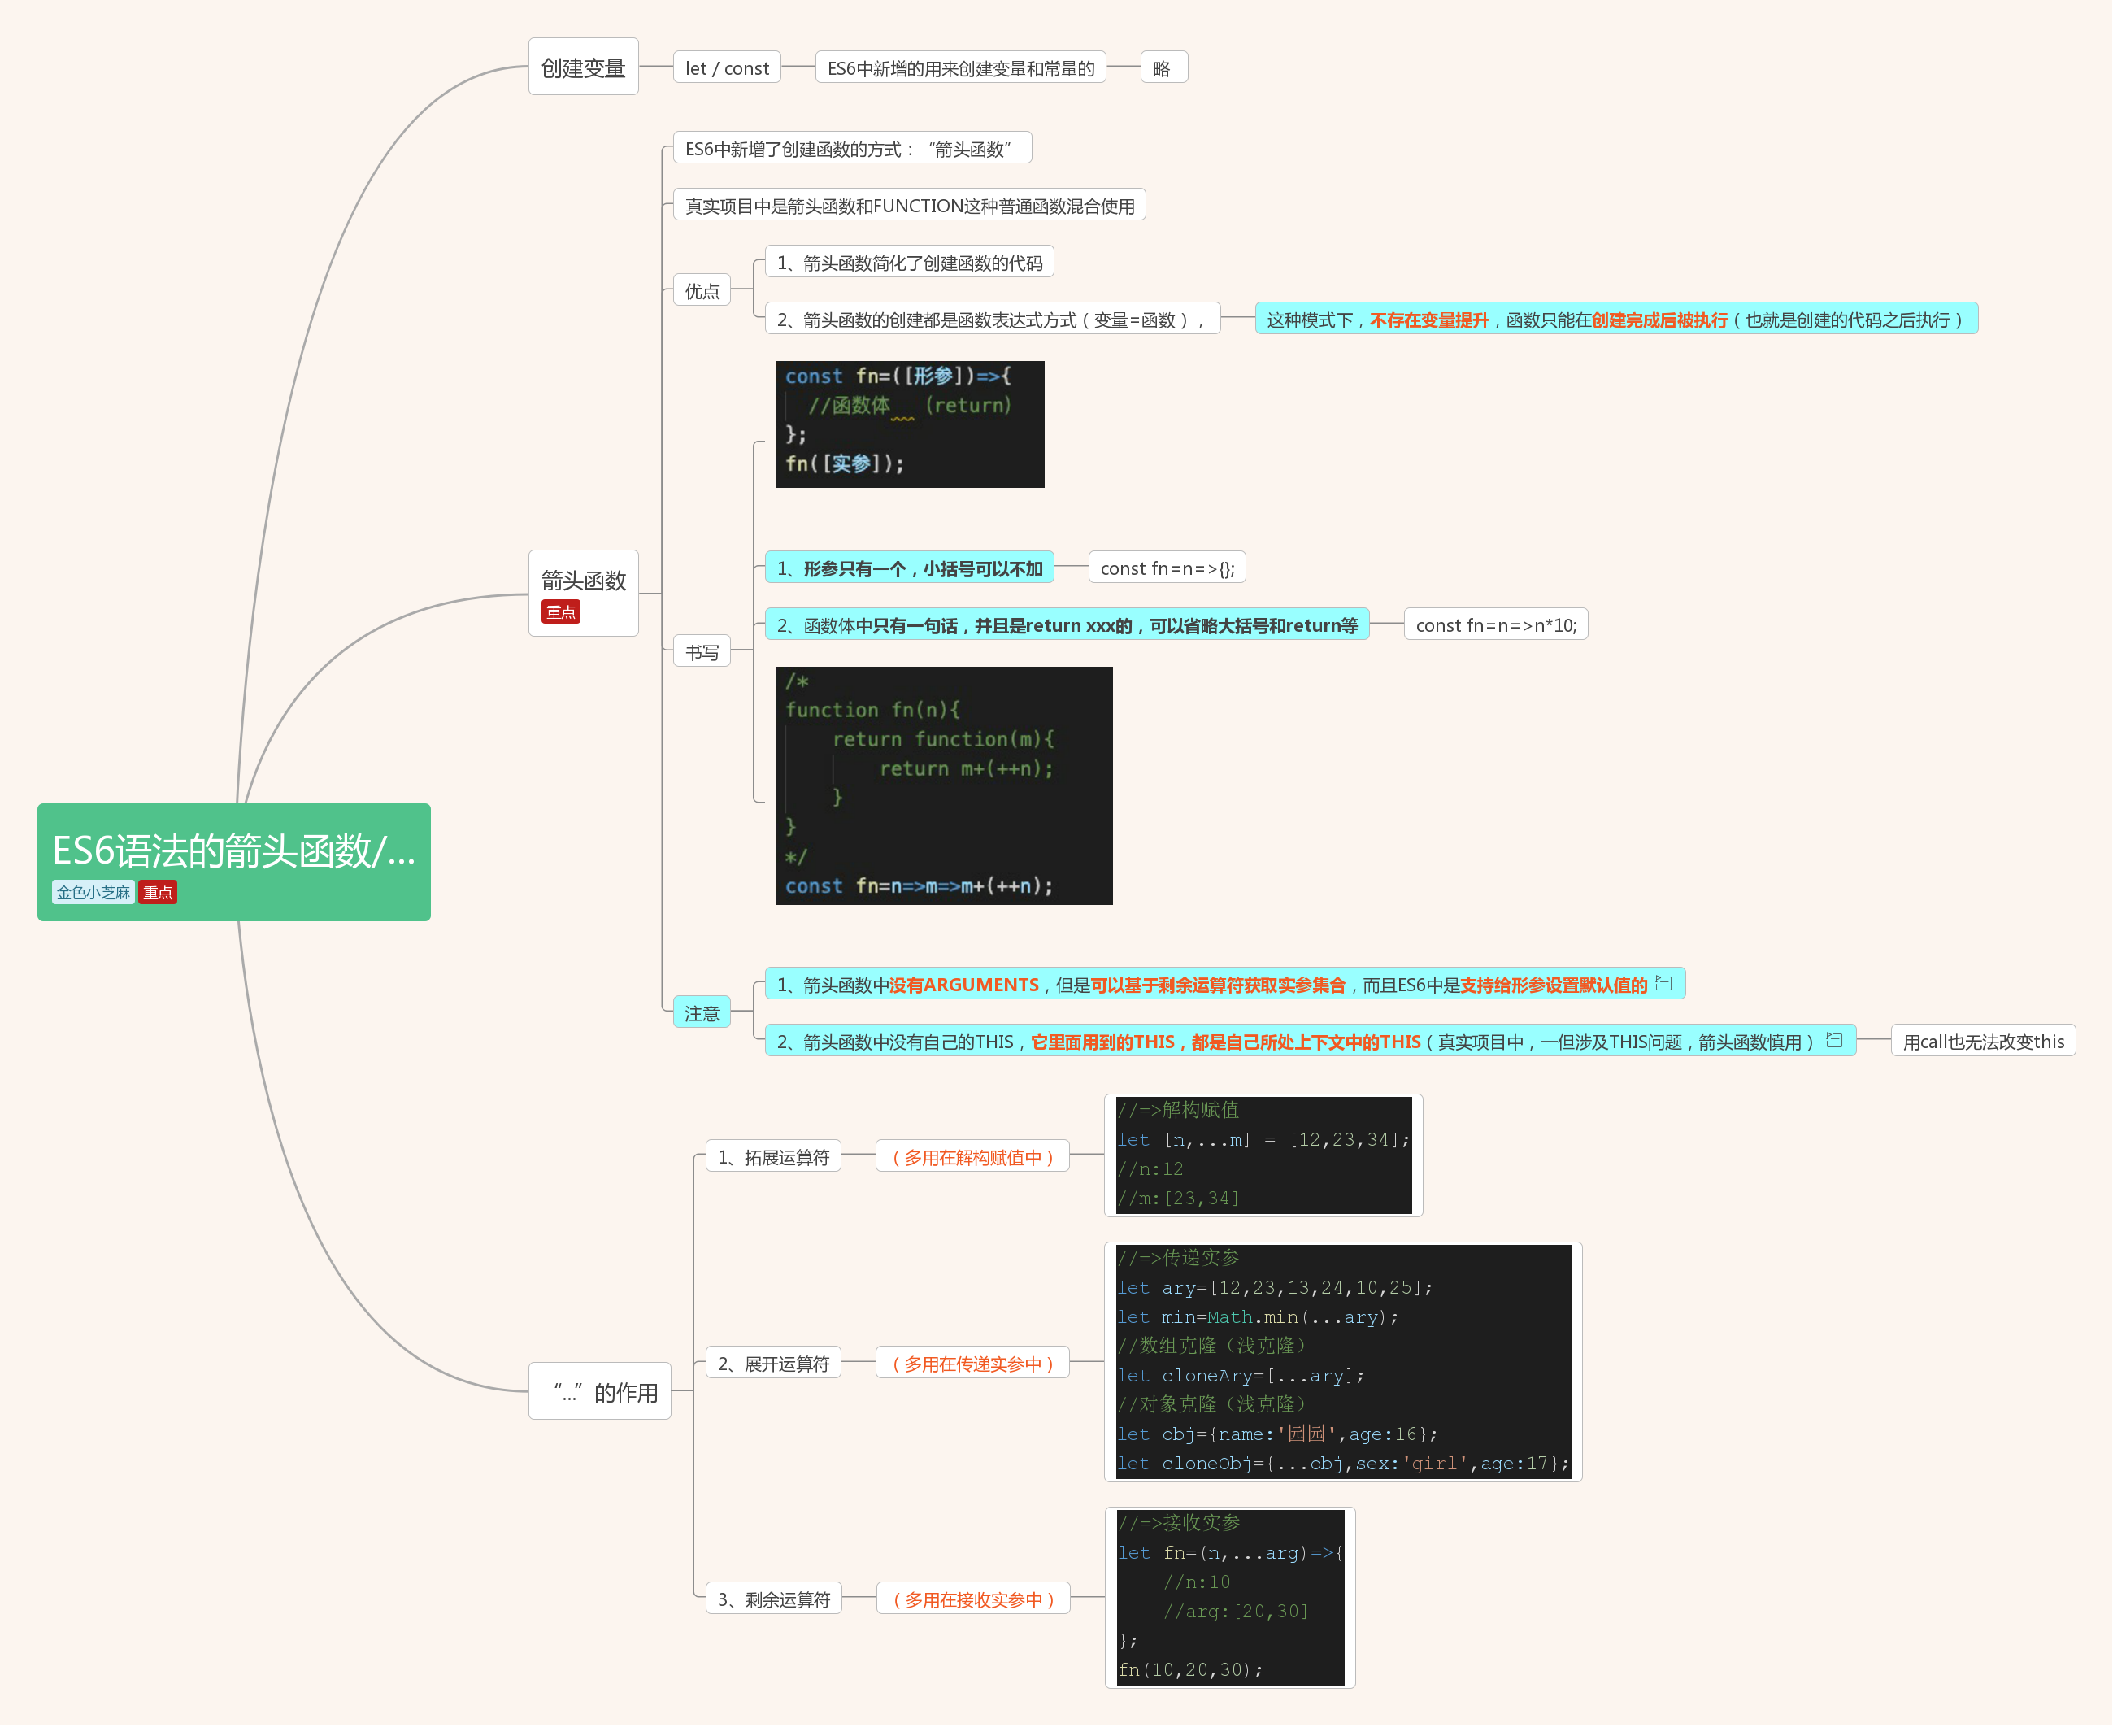 创建变量
let / const
ES6中新增的用来创建变量和常量的
略
ES6中新增了创建函数的方式：“箭头函数”
真实项目中是箭头函数和FUNCTION这种普通函数混合使用
优点
1、箭头函数简化了创建函数的代码
2、箭头函数的创建都是函数表达式方式（变量=函数），
这种模式下，不存在变量提升，函数只能在创建完成后被执行（也就是创建的代码之后执行）
const fn=([形参])=>{
//函数体 （return）
};
fn([实参]);
箭头函数
重点
书写
1、形参只有一个，小括号可以不加
const fn=n=>{};
2、函数体中只有一句话，并且是return xxx的，可以省略大括号和return等
const fn=n=>n*10;
/*
function fn(n){
return function(m){
return m+(++n);
}
}
*/
const fn=n=>m=>m+(++n);
ES6语法的箭头函数/...
金色小芝麻
重点
注意
1、箭头函数中没有ARGUMENTS，但是可以基于剩余运算符获取实参集合，而且ES6中是支持给形参设置默认值的
2、箭头函数中没有自己的THIS，它里面用到的THIS，都是自己所处上下文中的THIS（真实项目中，一但涉及THIS问题，箭头函数慎用）
用call也无法改变this
“...”的作用
1、拓展运算符
（多用在解构赋值中）
//=>解构赋值
let [n,...m] = [12,23,34];
//n:12
//m:[23,34]
2、展开运算符
（多用在传递实参中）
//=>传递实参
let ary=[12,23,13,24,10,25];
let min=Math.min(...ary);
//数组克隆（浅克隆）
let cloneAry=[...ary];
//对象克隆（浅克隆）
let obj={name:'园园',age:16};
let cloneObj={...obj,sex:'girl',age:17};
3、剩余运算符
（多用在接收实参中）
//=>接收实参
let fn=(n,...arg)=>{
//n:10
//arg:[20,30]
};
fn(10,20,30);